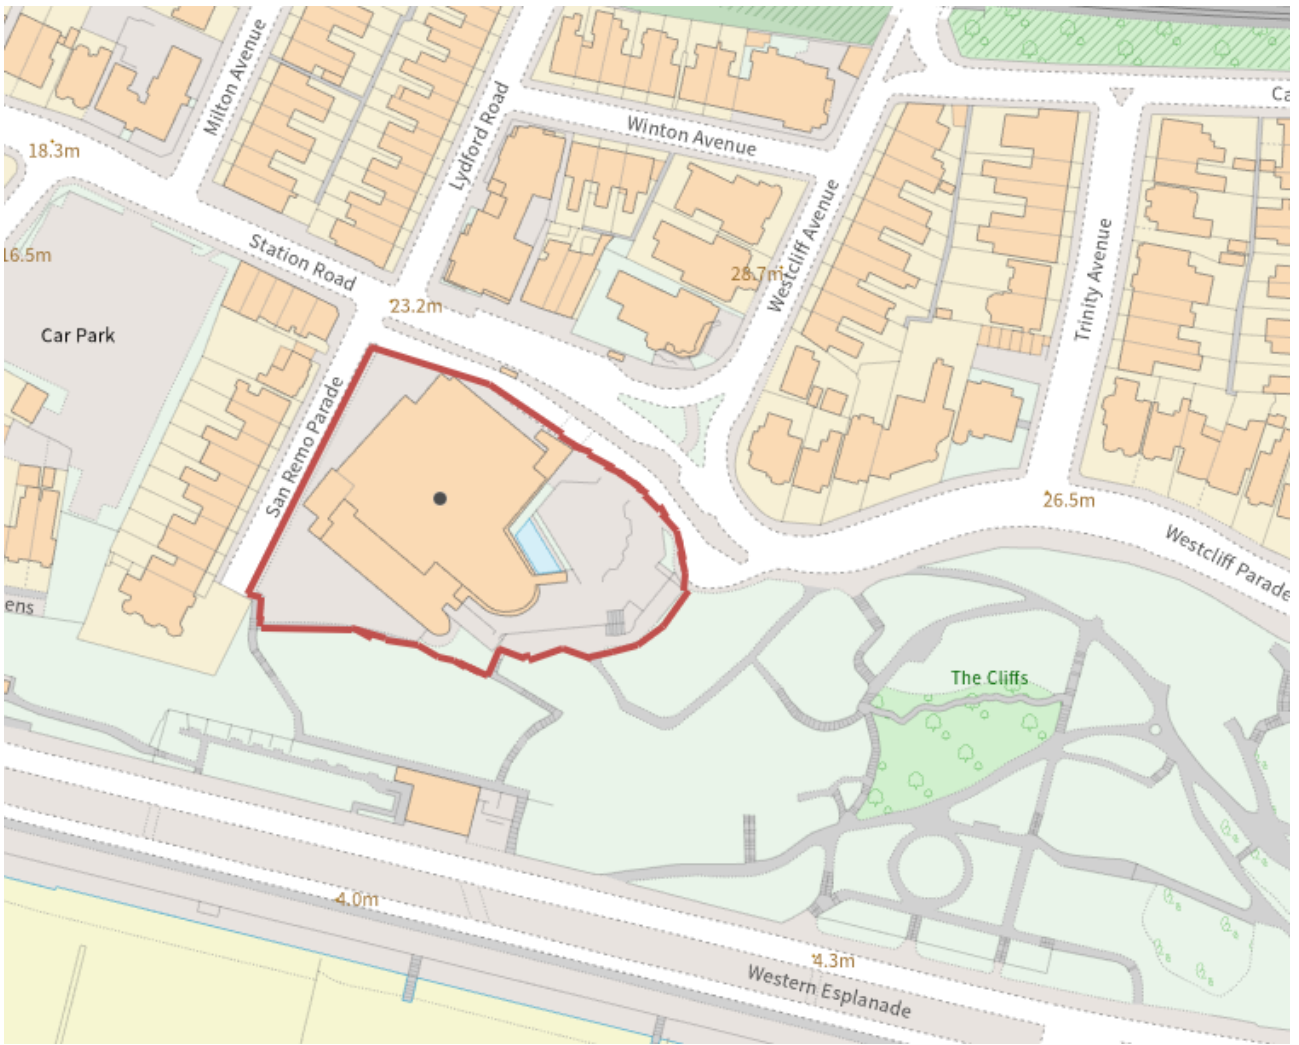 Milton Avenue
Lydford Road
Winton Avenue
Ca
18.3m
Westcliff Avenue
Trinity Avenue
16.5m
Station Road
28.7m
23.2m
Car Park
San Remo Parade
26.5m
Westcliff Parade
ens
The Cliffs
4.0m
4.3m
Western Esplanade